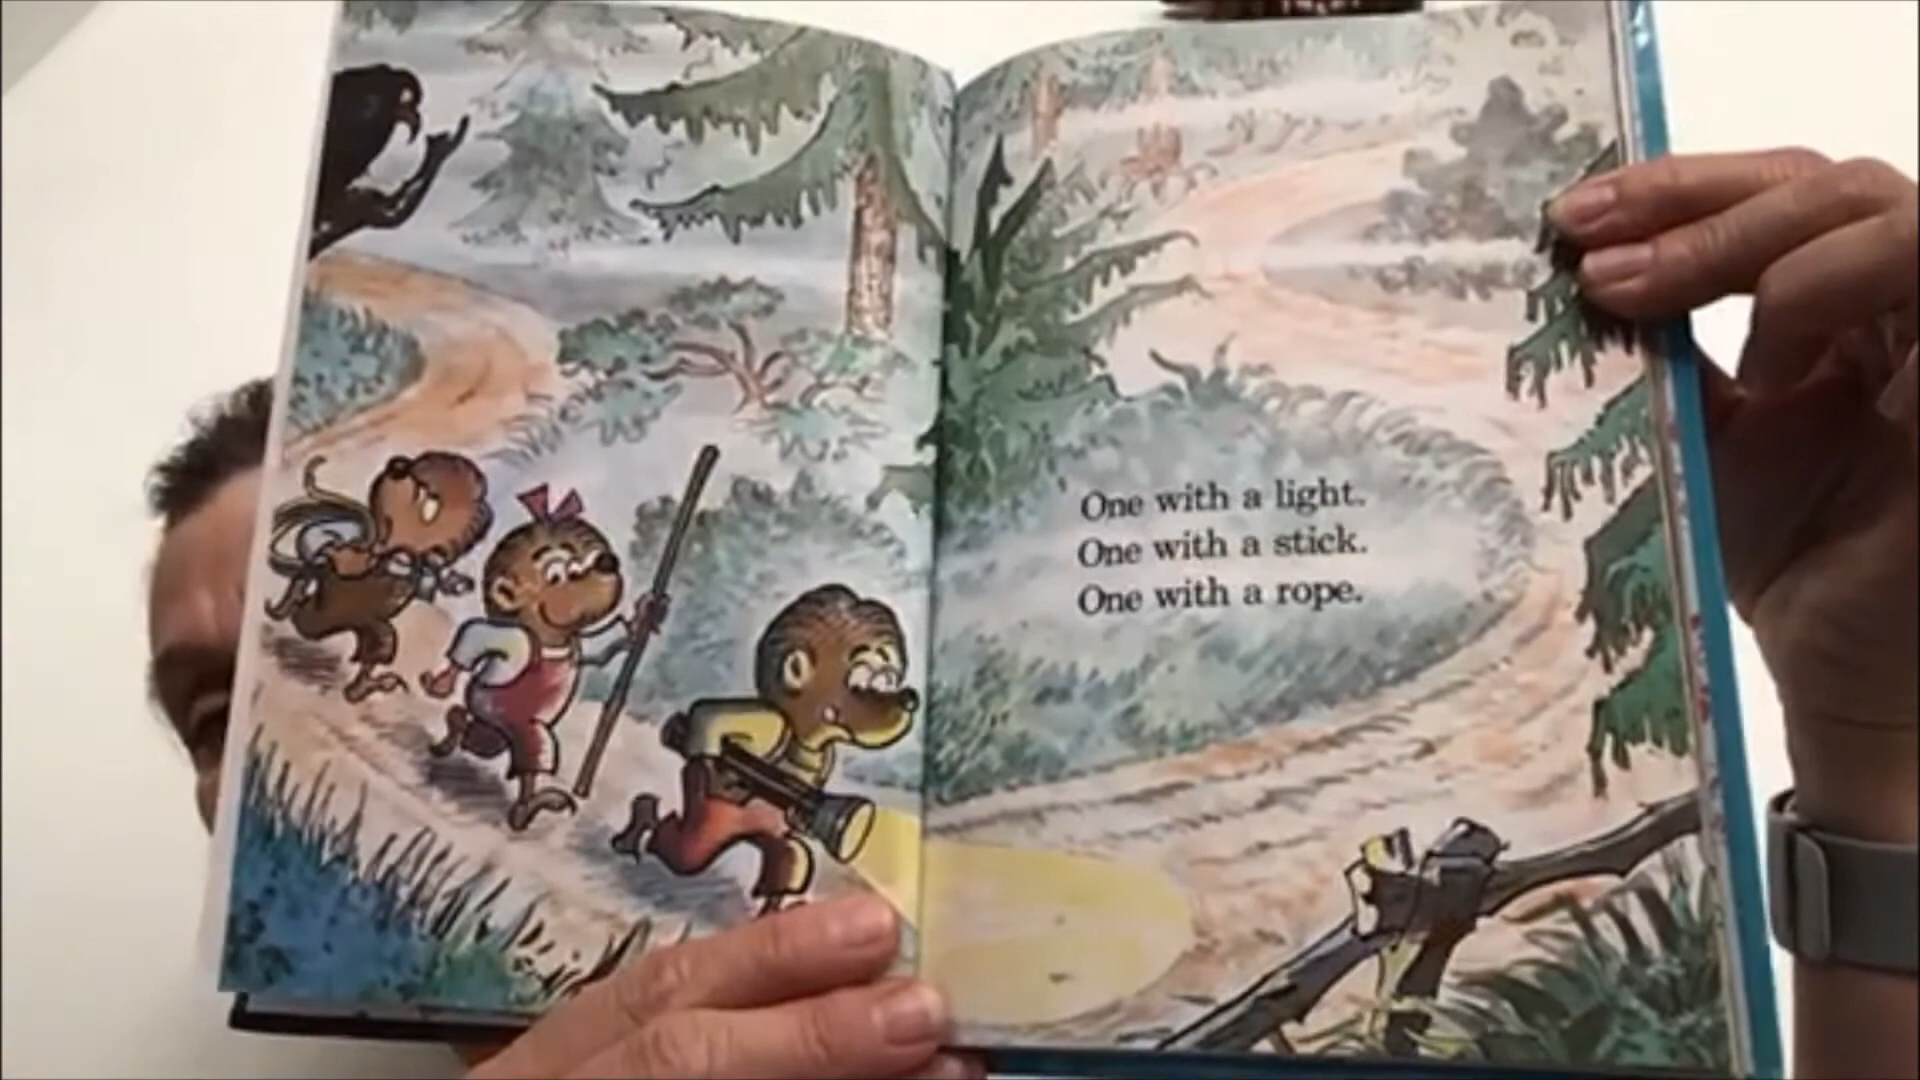 One with a light.
One with a stick.
One with a rope.